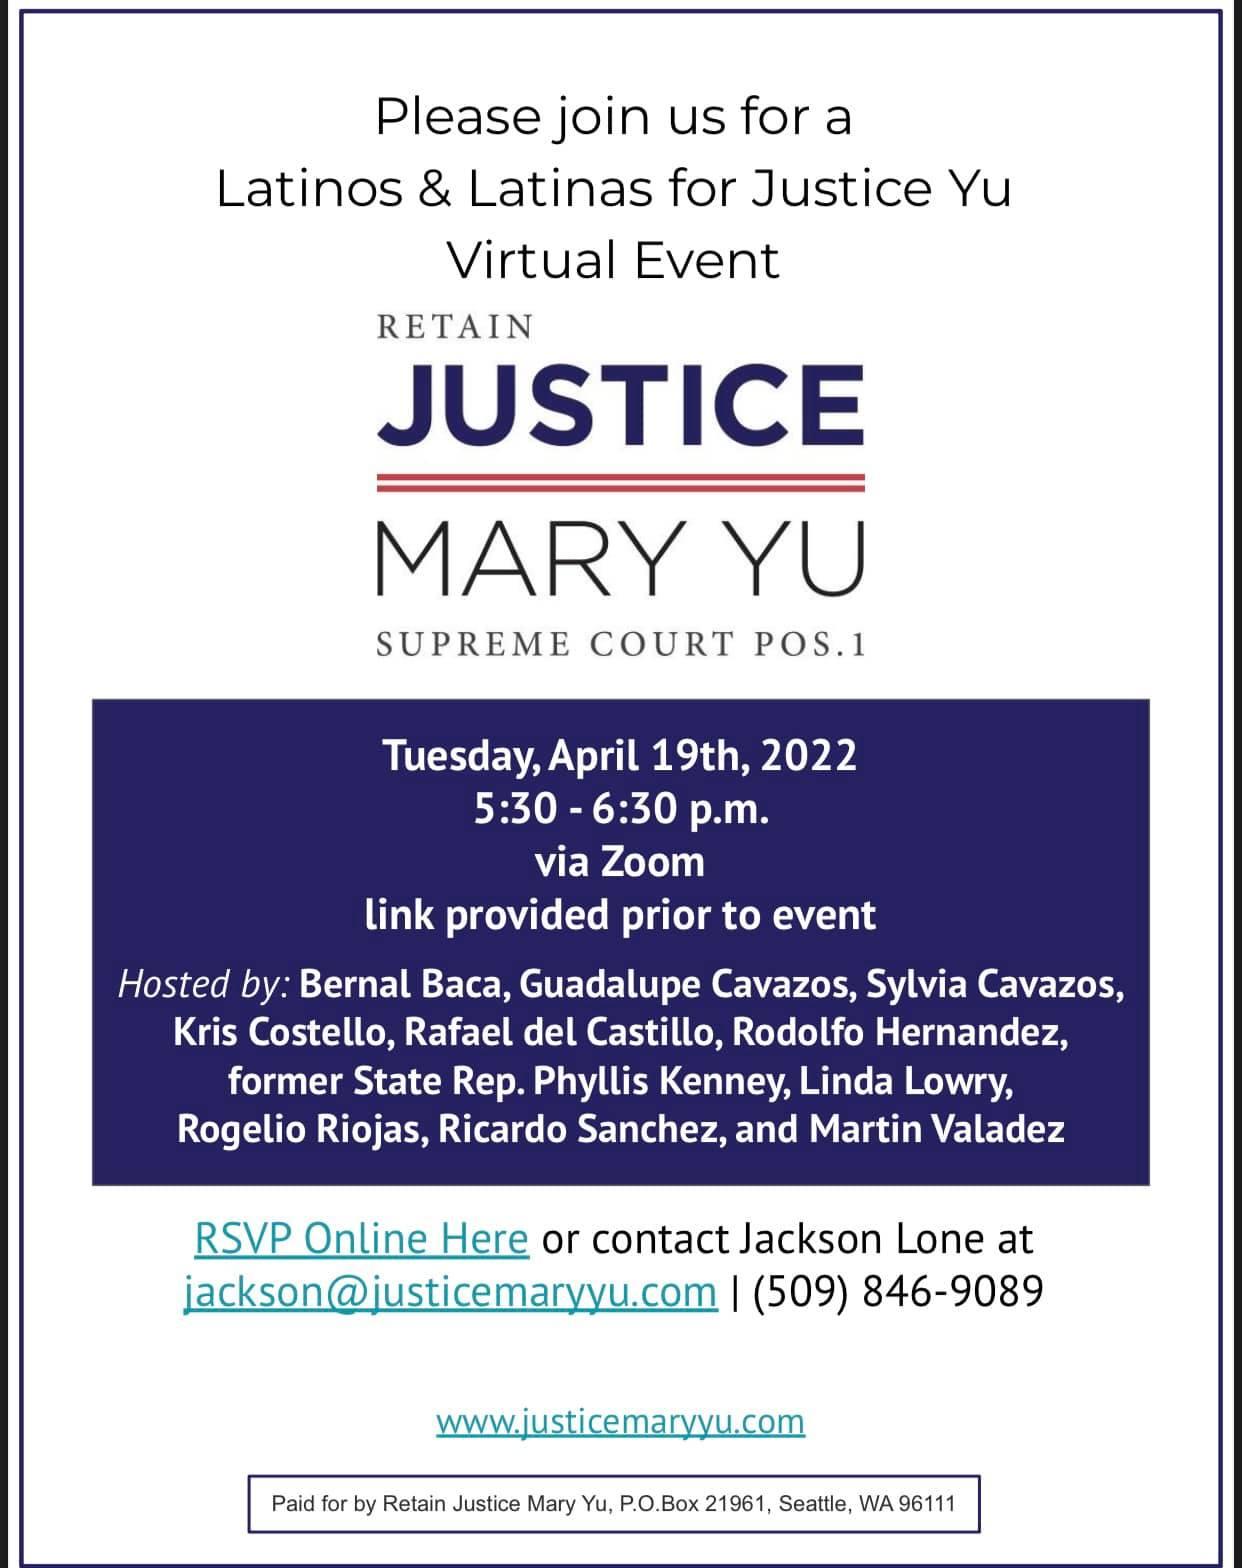 Please join us for a
Latinos & Latinas for Justice Yu
Virtual Event
RETAIN
JUSTICE
MARY YU
SUPREME COURT POS.1
Tuesday, April 19th, 2022
5:30 - 6:30 p.m.
via Zoom
link provided prior to event
Hosted by: Bernal Baca, Guadalupe Cavazos, Sylvia Cavazos,
Kris Costello, Rafael del Castillo, Rodolfo Hernandez,
former State Rep. Phyllis Kenney, Linda Lowry,
Rogelio Riojas, Ricardo Sanchez, and Martin Valadez
RSVP Online Here or contact Jackson Lone at
jackson@justicemaryyu.com | (509) 846-9089
www.justicemaryyu.com
Paid for by Retain Justice Mary Yu, P.O.Box 21961, Seattle, WA 96111